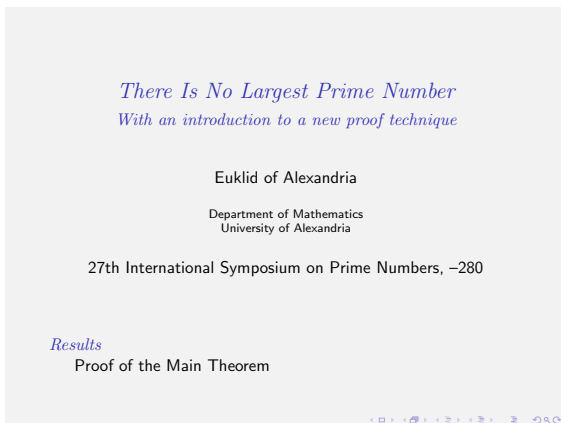 There Is No Largest Prime Number
With an introduction to a new proof technique
Euklid of Alexandria
Department of Mathematics
University of Alexandria
27th International Symposium on Prime Numbers, –280
Results
Proof of the Main Theorem